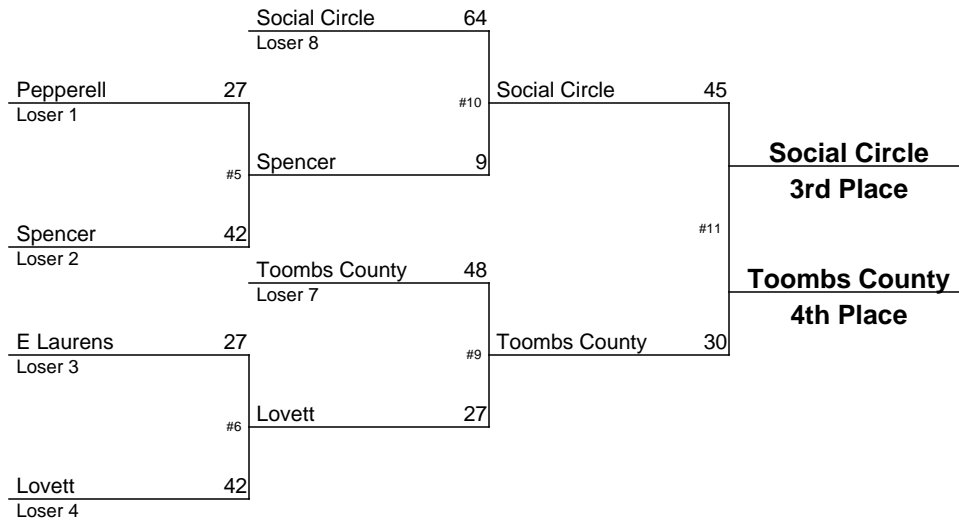 Social Circle 64
Loser 8
Pepperell 27
Loser 1
#10
Social Circle 45
Social Circle
3rd Place
#5
Spencer 9
Spencer 42
Loser 2
#11
Toombs County 48
Loser 7
Toombs County
4th Place
E Laurens 27
Loser 3
#9
Toombs County 30
#6
Lovett 27
Lovett 42
Loser 4